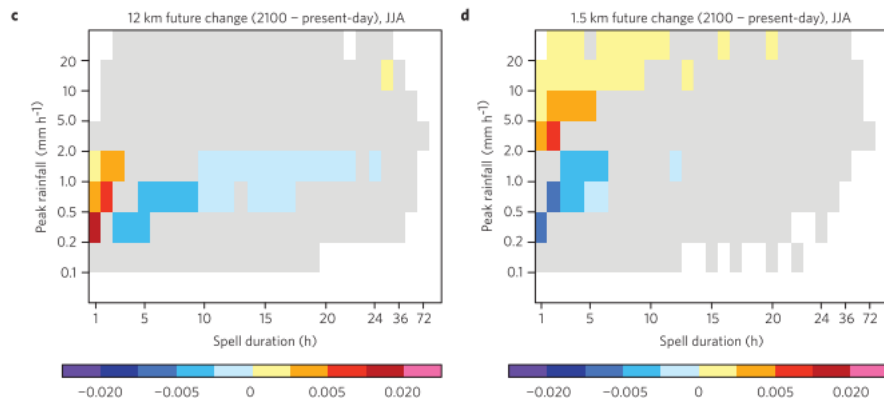 c 12 km future change (2100 – present-day), JJA
Peak rainfall (mm h⁻¹)
20
10
5.0
2.0
1.0
0.5
0.2
0.1
1 5 10 15 20 24 36 72
Spell duration (h)
−0.020 −0.005 0 0.005 0.020
d 1.5 km future change (2100 – present-day), JJA
Peak rainfall (mm h⁻¹)
20
10
5.0
2.0
1.0
0.5
0.2
0.1
1 5 10 15 20 24 36 72
Spell duration (h)
−0.020 −0.005 0 0.005 0.020